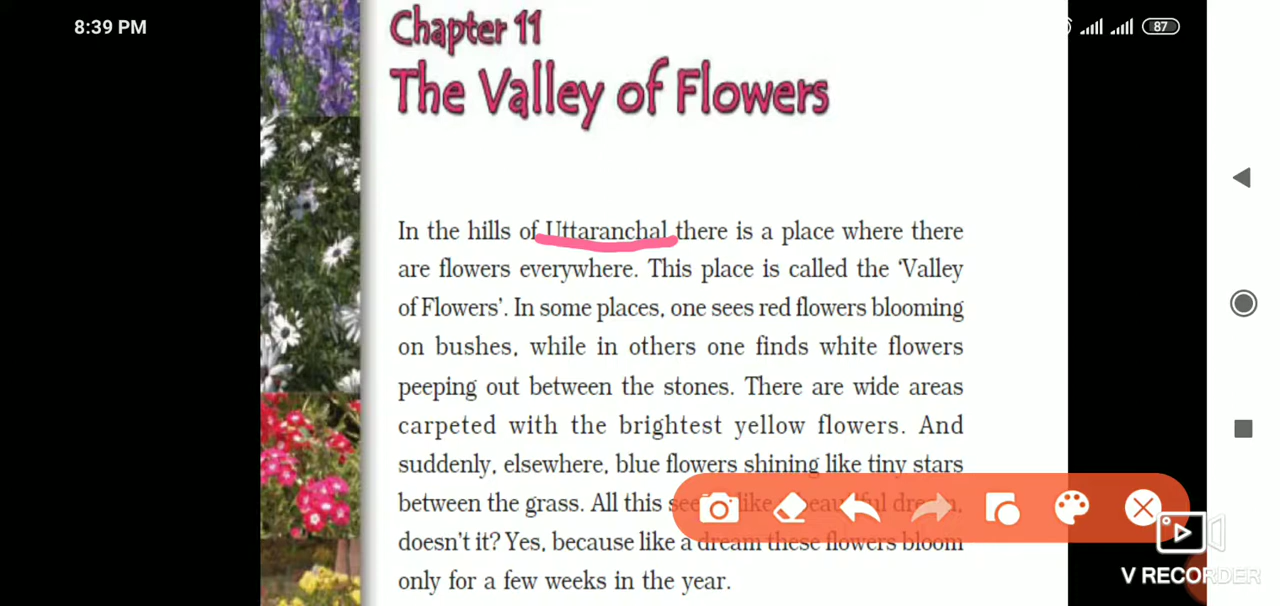 8:39 PM
87
Chapter 11
The Valley of Flowers
In the hills of Uttaranchal there is a place where there
are flowers everywhere. This place is called the ‘Valley
of Flowers’. In some places, one sees red flowers blooming
on bushes, while in others one finds white flowers
peeping out between the stones. There are wide areas
carpeted with the brightest yellow flowers. And
suddenly, elsewhere, blue flowers shining like tiny stars
between the grass. All this seems like a beautiful dream,
doesn't it? Yes, because like a dream these flowers bloom
only for a few weeks in the year.
V RECORDER